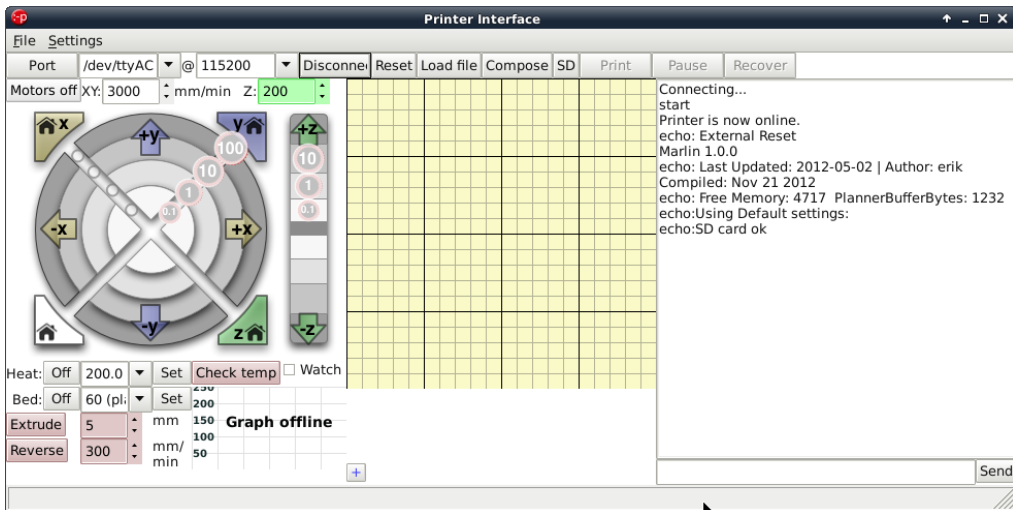 Printer Interface
File Settings
Port /dev/ttyAC @ 115200 Disconne Reset Load file Compose SD Print Pause Recover
Motors off XY: 3000 mm/min Z: 200
X +y y 100 10 1 0.1 -x +x -y z
+z 10 1 0.1 -z
Connecting...
start
Printer is now online.
echo: External Reset
Marlin 1.0.0
echo: Last Updated: 2012-05-02 | Author: erik
Compiled: Nov 21 2012
echo: Free Memory: 4717 PlannerBufferBytes: 1232
echo:Using Default settings:
echo:SD card ok
Heat: Off 200.0 Set Check temp Watch
Bed: Off 60 (pla Set
Extrude 5 mm
Reverse 300 mm/
min
250
200
150 Graph offline
100
50
+
Send